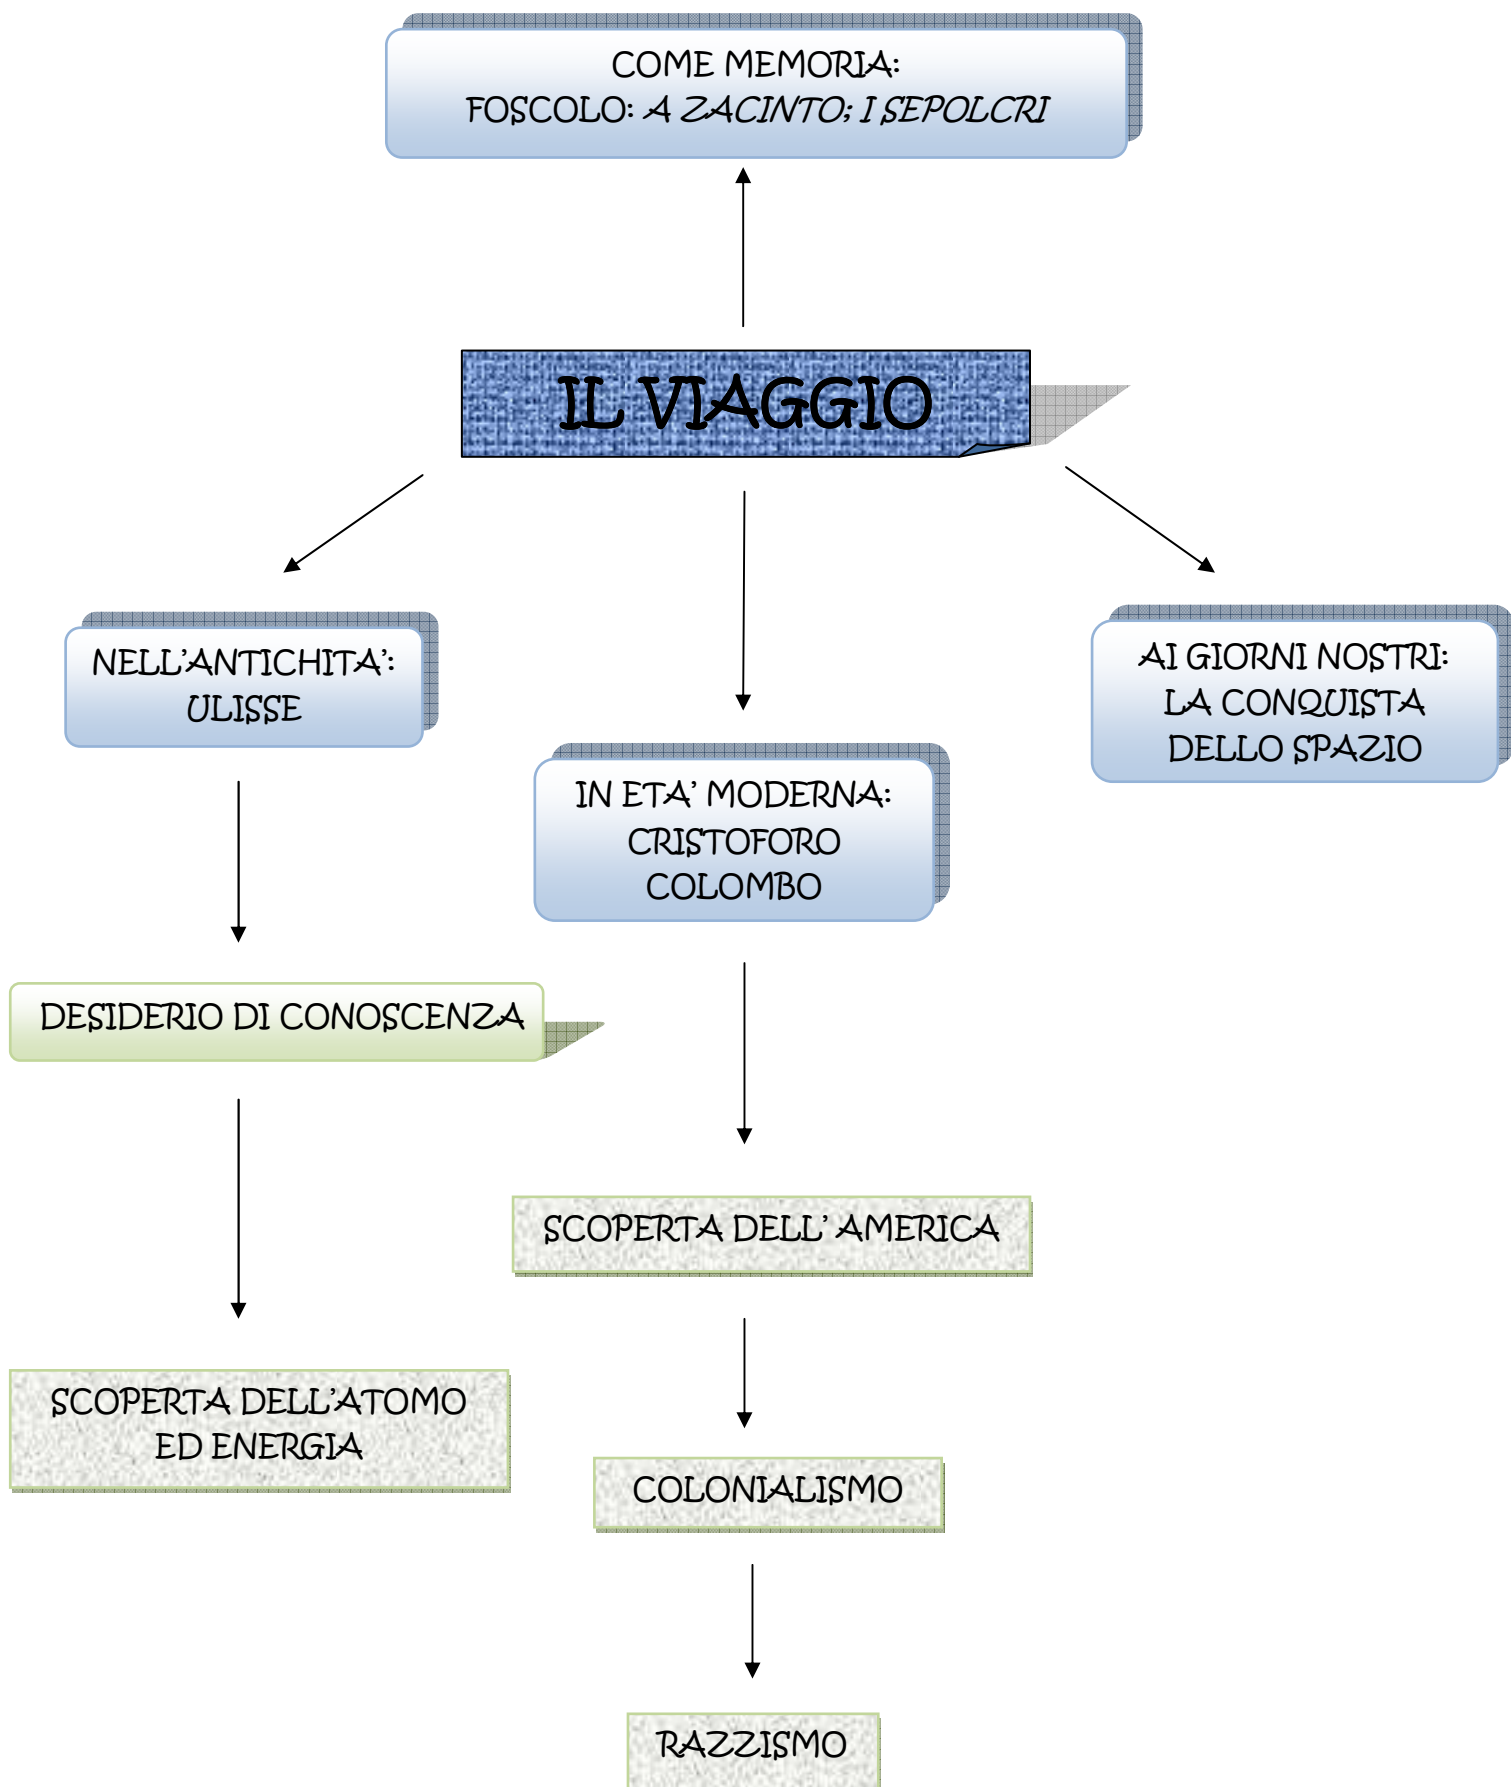 COME MEMORIA:
FOSCOLO: A ZACINTO; I SEPOLCRI
IL VIAGGIO
NELL'ANTICHITA':
ULISSE
IN ETA' MODERNA:
CRISTOFORO
COLOMBO
AI GIORNI NOSTRI:
LA CONQUISTA
DELLO SPAZIO
DESIDERIO DI CONOSCENZA
SCOPERTA DELL' AMERICA
SCOPERTA DELL'ATOMO
ED ENERGIA
COLONIALISMO
RAZZISMO